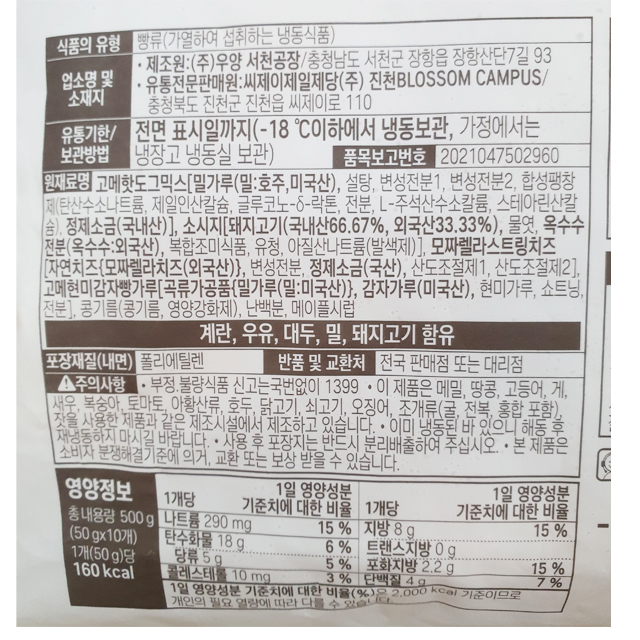 식품의 유형 빵류(가열하여 섭취하는 냉동식품)
업소명 및 소재지
• 제조원:(주)우양 서천공장/충청남도 서천군 장항읍 장항산단7길 93
• 유통전문판매원:씨제이제일제당(주) 진천BLOSSOM CAMPUS/
충청북도 진천군 진천읍 씨제이로 110
유통기한/ 보관방법
전면 표시일까지(-18 ℃이하에서 냉동보관, 가정에서는
냉장고 냉동실 보관) 품목보고번호 2021047502960
원재료명 고메핫도그믹스[밀가루(밀:호주,미국산), 설탕, 변성전분1, 변성전분2, 합성팽창
제(탄산수소나트륨, 제일인산칼슘, 글루코노-δ-락톤, 전분, L-주석산수소칼륨, 스테아린산칼
슘), 정제소금(국내산)], 소시지[돼지고기(국내산66.67%, 외국산33.33%), 물엿, 옥수수
전분(옥수수:외국산), 복합조미식품, 유청, 아질산나트륨(발색제)], 모짜렐라스트링치즈
[자연치즈{모짜렐라치즈(외국산)}, 변성전분, 정제소금(국산), 산도조절제1, 산도조절제2],
고메현미감자빵가루[곡류가공품{밀가루(밀:미국산)}, 감자가루(미국산), 현미가루, 쇼트닝,
전분], 콩기름(콩기름, 영양강화제), 난백분, 메이플시럽
계란, 우유, 대두, 밀, 돼지고기 함유
포장재질(내면) 폴리에틸렌 반품 및 교환처 전국 판매점 또는 대리점
주의사항 • 부정,불량식품 신고는국번없이 1399 • 이 제품은 메밀, 땅콩, 고등어, 게,
새우, 복숭아, 토마토, 아황산류, 호두, 닭고기, 쇠고기, 오징어, 조개류(굴, 전복, 홍합 포함),
잣을 사용한 제품과 같은 제조시설에서 제조하고 있습니다. • 이미 냉동된 바 있으니 해동 후
재냉동하지 마시길 바랍니다. • 사용 후 포장지는 반드시 분리배출하여 주십시오. • 본 제품은
소비자 분쟁해결기준에 의거, 교환 또는 보상 받을 수 있습니다.
영양정보
총 내용량 500 g
(50 gx10개)
1개(50 g)당
160 kcal
1개당 1일 영양성분 기준치에 대한 비율
나트륨 290 mg 15 %
탄수화물 18 g 6 %
당류 5 g 5 %
콜레스테롤 10 mg 3 %
1개당 1일 영양성분 기준치에 대한 비율
지방 8 g 15 %
트랜스지방 0 g
포화지방 2.2 g 15 %
단백질 4 g 7 %
1일 영양성분 기준치에 대한 비율(%)은 2,000 kcal 기준이므로
개인의 필요 열량에 따라 다를 수 있습니다.